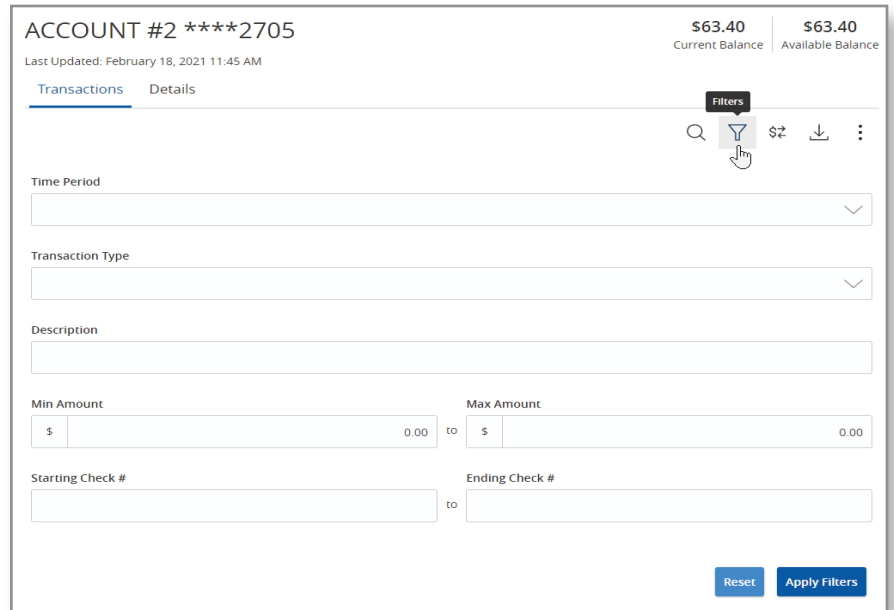 ACCOUNT #2 ****2705
$63.40 $63.40
Current Balance Available Balance
Last Updated: February 18, 2021 11:45 AM
Transactions Details
Filters
Time Period
Transaction Type
Description
Min Amount Max Amount
$ 0.00 to $ 0.00
Starting Check # Ending Check #
to
Reset Apply Filters